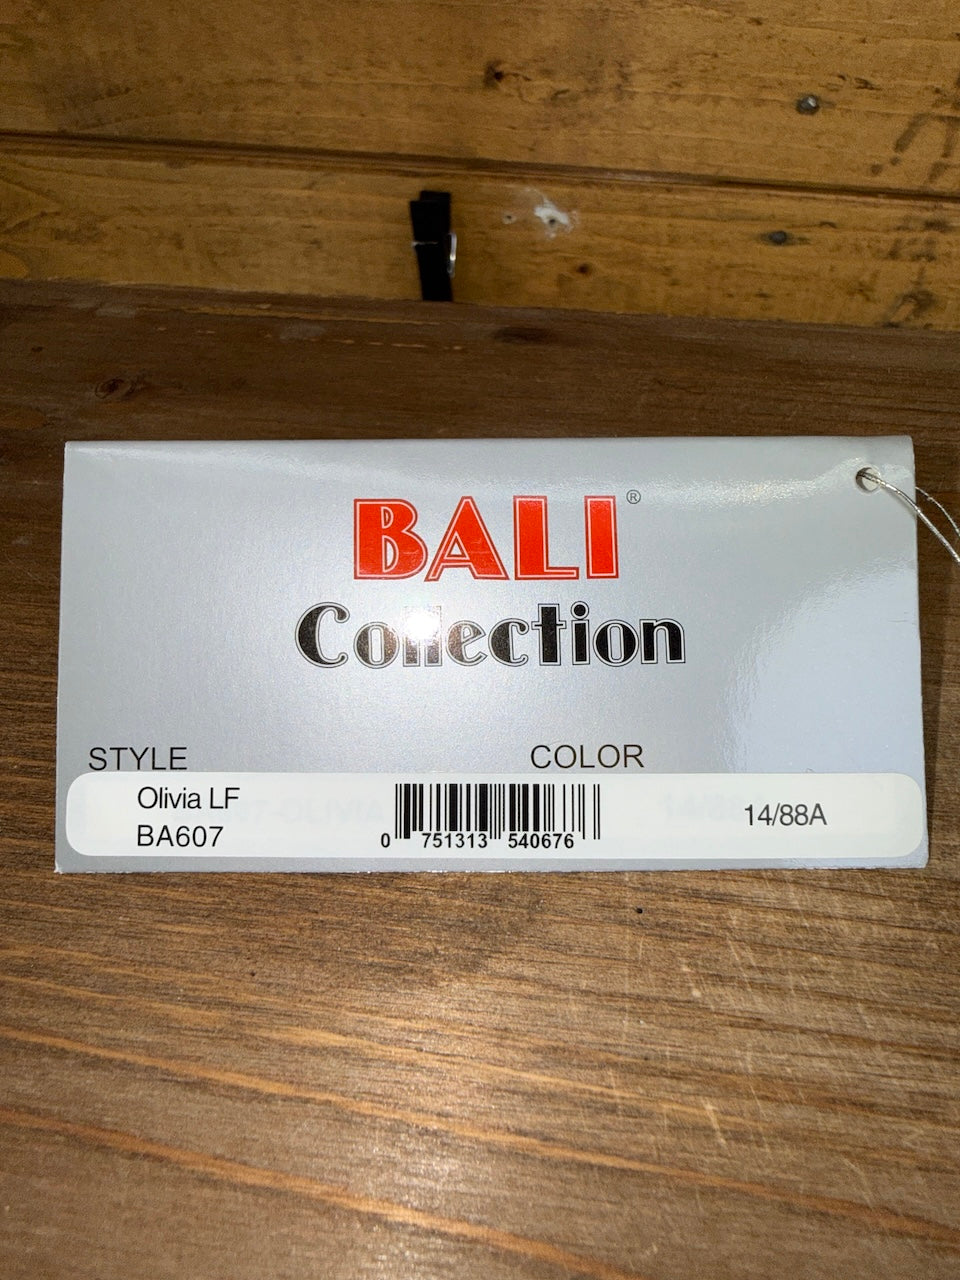 BALI®
Collection
STYLE COLOR
Olivia LF
BA607
0 751313 540676
14/88A